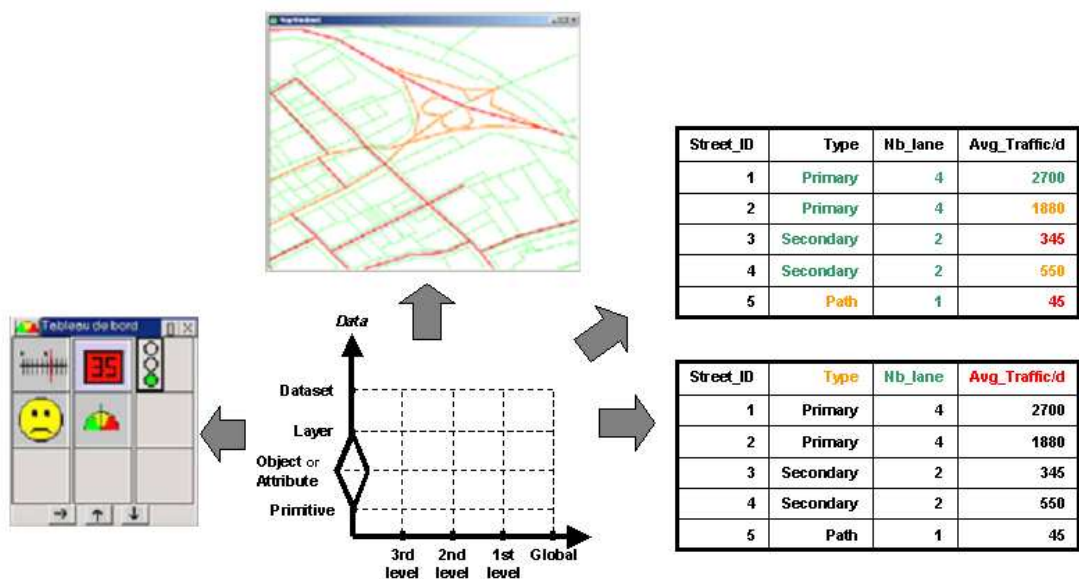 Street_ID Type Nb_lane Avg_Traffic/d
1 Primary 4 2700
2 Primary 4 1880
3 Secondary 2 345
4 Secondary 2 550
5 Path 1 45
Tableau de bord
35
Data
Dataset
Layer
Object or
Attribute
Primitive
3rd level
2nd level
1st level
Global
Street_ID Type Nb_lane Avg_Traffic/d
1 Primary 4 2700
2 Primary 4 1880
3 Secondary 2 345
4 Secondary 2 550
5 Path 1 45